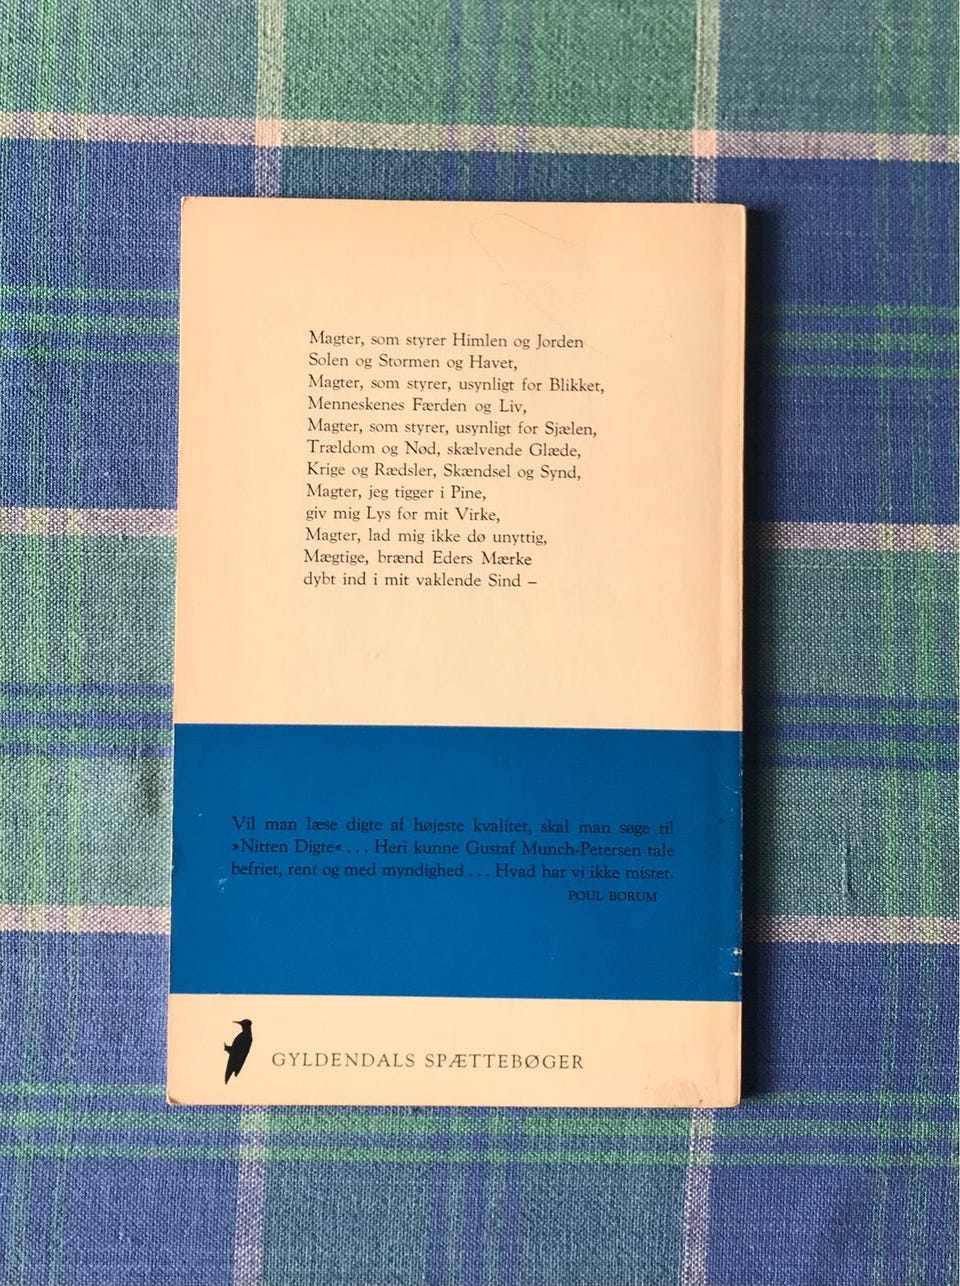 Magter, som styrer Himlen og Jorden
Solen og Stormen og Havet,
Magter, som styrer, usynligt for Blikket,
Menneskenes Færden og Liv,
Magter, som styrer, usynligt for Sjælen,
Trældom og Nød, skælvende Glæde,
Krige og Rædsler, Skændsel og Synd,
Magter, jeg tigger i Pine,
giv mig Lys for mit Virke,
Magter, lad mig ikke dø unyttig,
Mægtige, brænd Eders Mærke
dybt ind i mit vaklende Sind –
Vil man læse digte af højeste kvalitet, skal man søge til
»Nitten Digte« . . . Heri kunne Gustaf Munch-Petersen tale
befriet, rent og med myndighed . . . Hvad har vi ikke mistet.
POUL BORUM
GYLDENDALS SPÆTTEBØGER